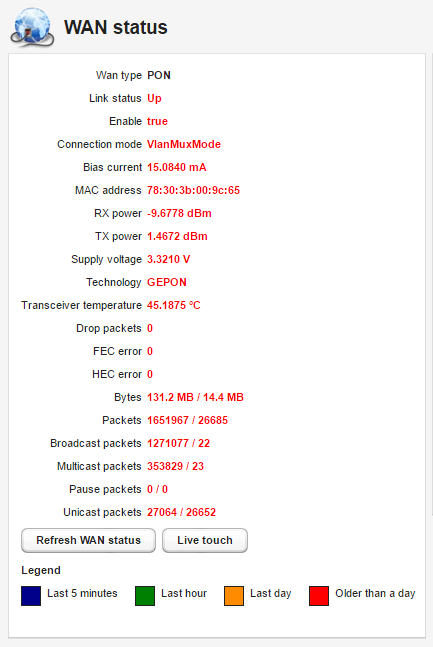 WAN status
Wan type PON
Link status Up
Enable true
Connection mode VlanMuxMode
Bias current 15.0840 mA
MAC address 78:30:3b:00:9c:65
RX power -9.6778 dBm
TX power 1.4672 dBm
Supply voltage 3.3210 V
Technology GEPON
Transceiver temperature 45.1875 °C
Drop packets 0
FEC error 0
HEC error 0
Bytes 131.2 MB / 14.4 MB
Packets 1651967 / 26685
Broadcast packets 1271077 / 22
Multicast packets 353829 / 23
Pause packets 0 / 0
Unicast packets 27064 / 26652
Refresh WAN status Live touch
Legend
Last 5 minutes Last hour Last day Older than a day